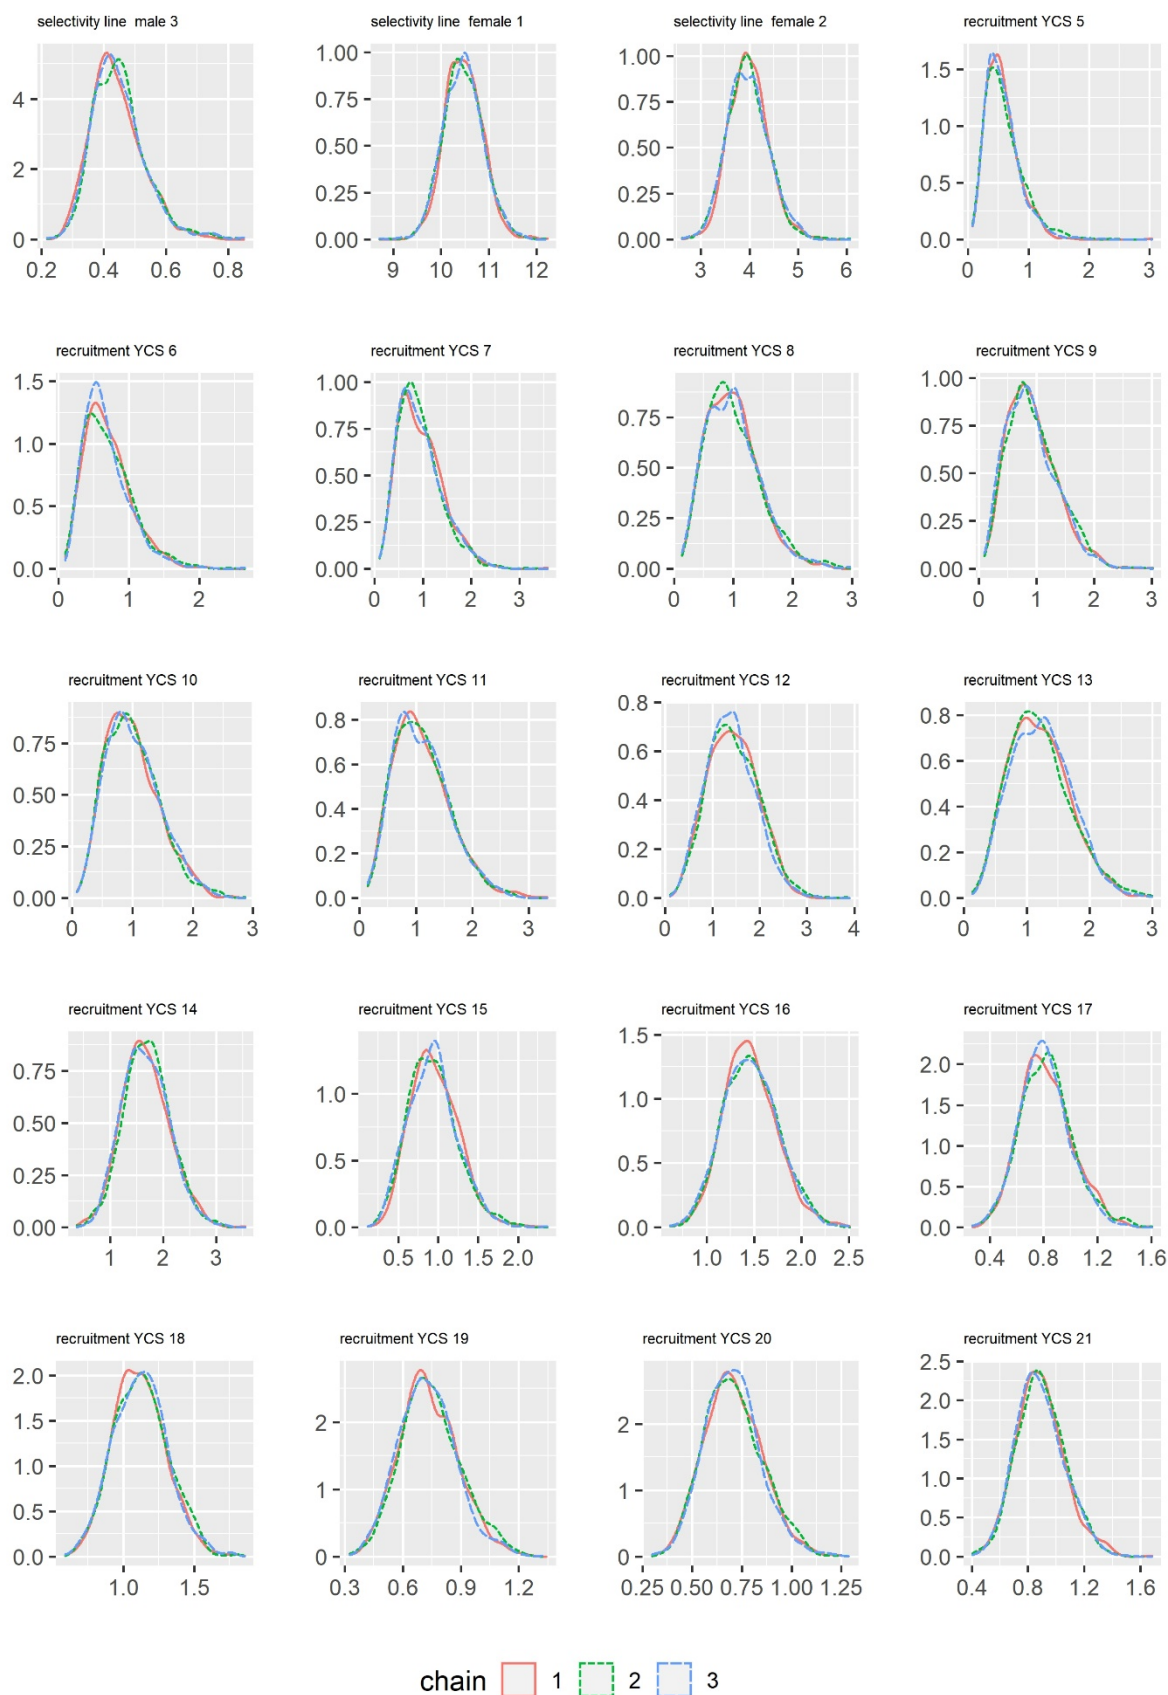 selectivity line  male 3
selectivity line  female 1
selectivity line  female 2
recruitment YCS 5
4
2
0
0.2 0.4 0.6 0.8
1.00
0.75
0.50
0.25
0.00
9 10 11 12
1.00
0.75
0.50
0.25
0.00
3 4 5 6
1.5
1.0
0.5
0.0
0 1 2 3
recruitment YCS 6
recruitment YCS 7
recruitment YCS 8
recruitment YCS 9
1.5
1.0
0.5
0.0
0 1 2
1.00
0.75
0.50
0.25
0.00
0 1 2 3
0.75
0.50
0.25
0.00
0 1 2 3
1.00
0.75
0.50
0.25
0.00
0 1 2 3
recruitment YCS 10
recruitment YCS 11
recruitment YCS 12
recruitment YCS 13
0.75
0.50
0.25
0.00
0 1 2 3
0.8
0.6
0.4
0.2
0.0
0 1 2 3
0.8
0.6
0.4
0.2
0.0
0 1 2 3 4
0.8
0.6
0.4
0.2
0.0
0 1 2 3
recruitment YCS 14
recruitment YCS 15
recruitment YCS 16
recruitment YCS 17
0.75
0.50
0.25
0.00
1 2 3
1.0
0.5
0.0
0.5 1.0 1.5 2.0
1.5
1.0
0.5
0.0
1.0 1.5 2.0 2.5
2.0
1.5
1.0
0.5
0.0
0.4 0.8 1.2 1.6
recruitment YCS 18
recruitment YCS 19
recruitment YCS 20
recruitment YCS 21
2.0
1.5
1.0
0.5
0.0
1.0 1.5
2
1
0
0.3 0.6 0.9 1.2
2
1
0
0.25 0.50 0.75 1.00 1.25
2.5
2.0
1.5
1.0
0.5
0.0
0.4 0.8 1.2 1.6
chain 1 2 3